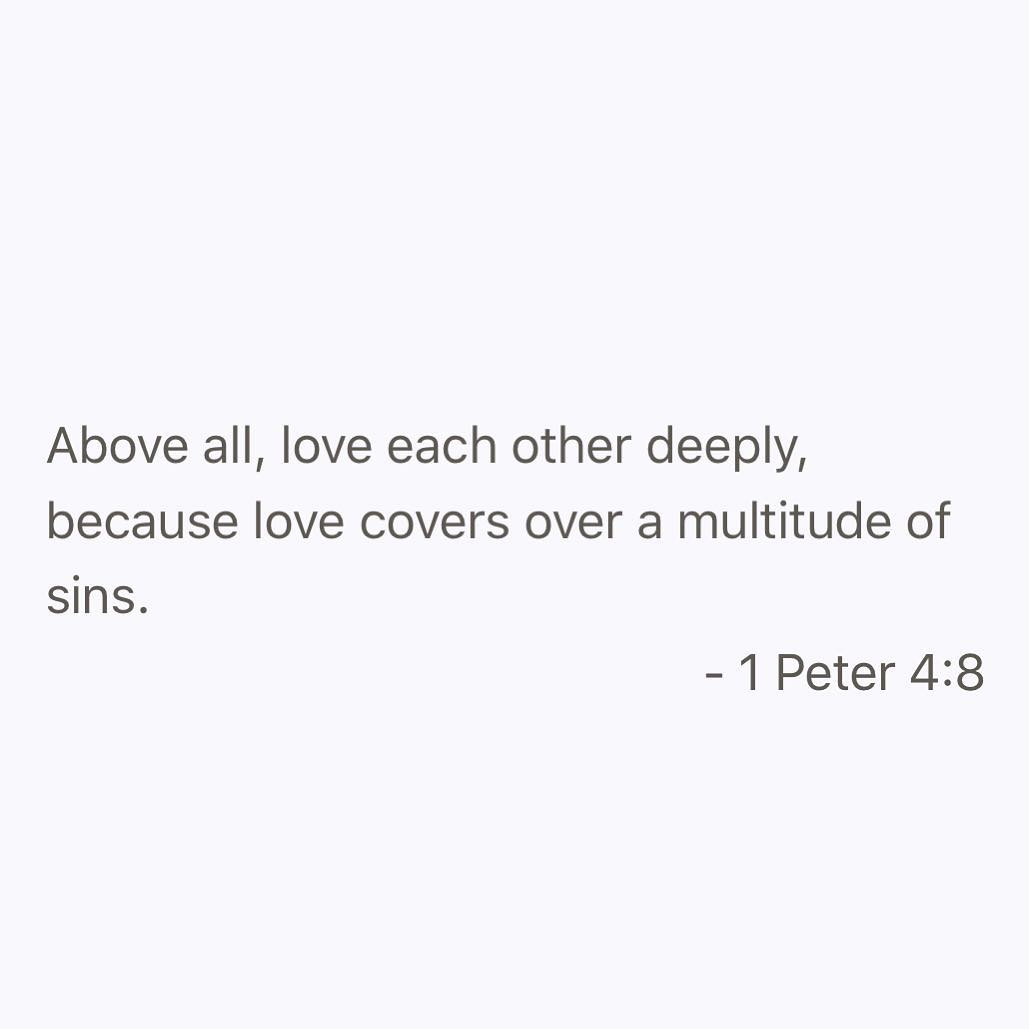 Above all, love each other deeply,
because love covers over a multitude of
sins.
- 1 Peter 4:8